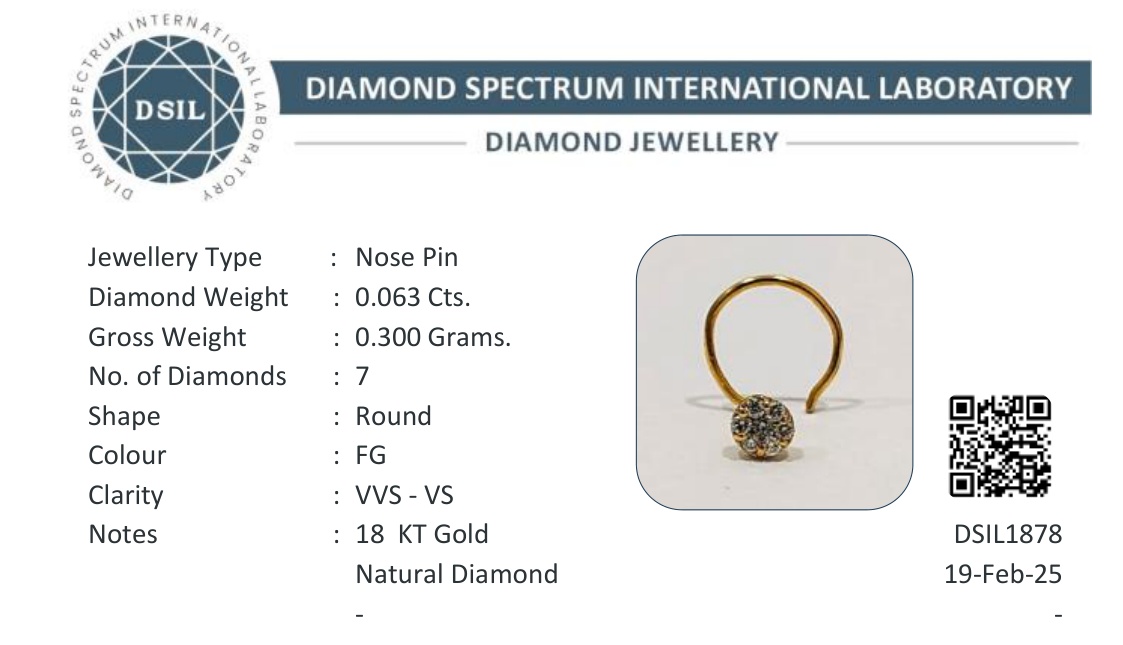 DIAMOND SPECTRUM INTERNATIONAL LABORATORY
DSIL
DIAMOND SPECTRUM INTERNATIONAL LABORATORY
DIAMOND JEWELLERY
Jewellery Type : Nose Pin
Diamond Weight : 0.063 Cts.
Gross Weight : 0.300 Grams.
No. of Diamonds : 7
Shape : Round
Colour : FG
Clarity : VVS - VS
Notes : 18 KT Gold
Natural Diamond
-
DSIL1878
19-Feb-25
-